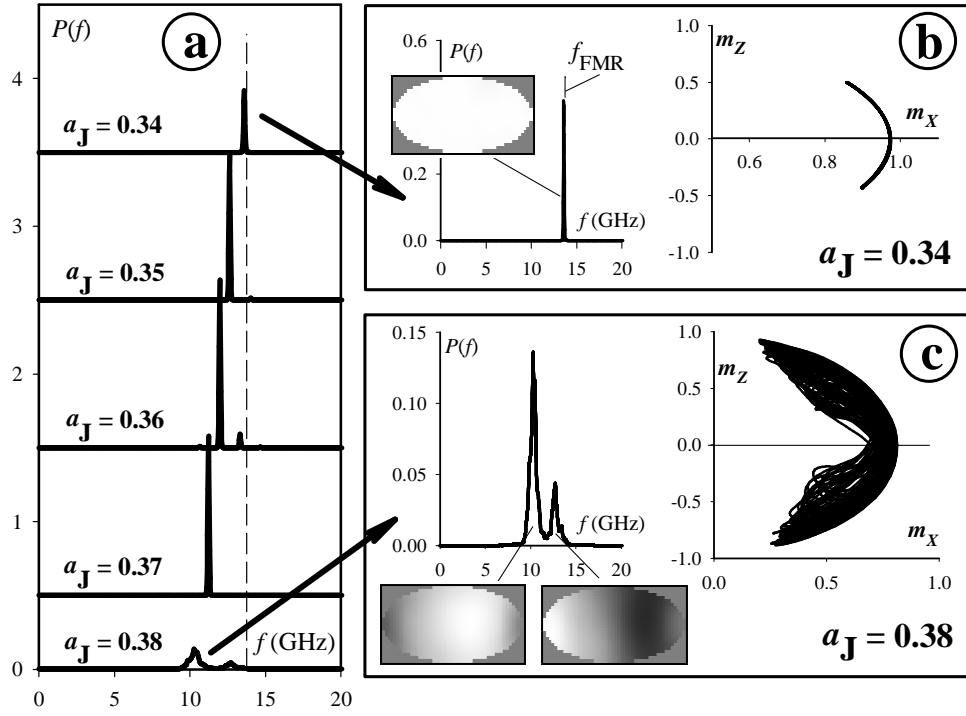 P(f)
a
4
a_J = 0.34
3
a_J = 0.35
2
a_J = 0.36
1
a_J = 0.37
f (GHz)
a_J = 0.38
0
0 5 10 15 20
b
0.6
P(f)
f_FMR
0.2
f (GHz)
0.0
0 5 10 15 20
m_Z
1.0
0.5
m_X
0.0
0.6 0.8 1.0
-0.5
-1.0
a_J = 0.34
c
0.15
P(f)
0.10
0.05
f (GHz)
0.00
0 5 10 15 20
1.0
m_Z
0.5
0.0
-0.5
m_X
-1.0
0.0 0.5 1.0
a_J = 0.38